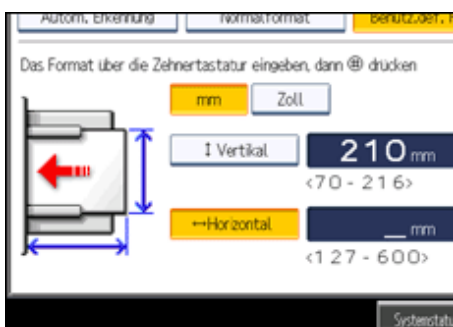 Autom. Erkennung Normalformat Benutz.def.
Das Format über die Zehnertastatur eingeben, dann ⊞ drücken
mm Zoll
↕ Vertikal 210 mm
<70 - 216>
↔Horizontal _ mm
<127 - 600>
Systemstatu